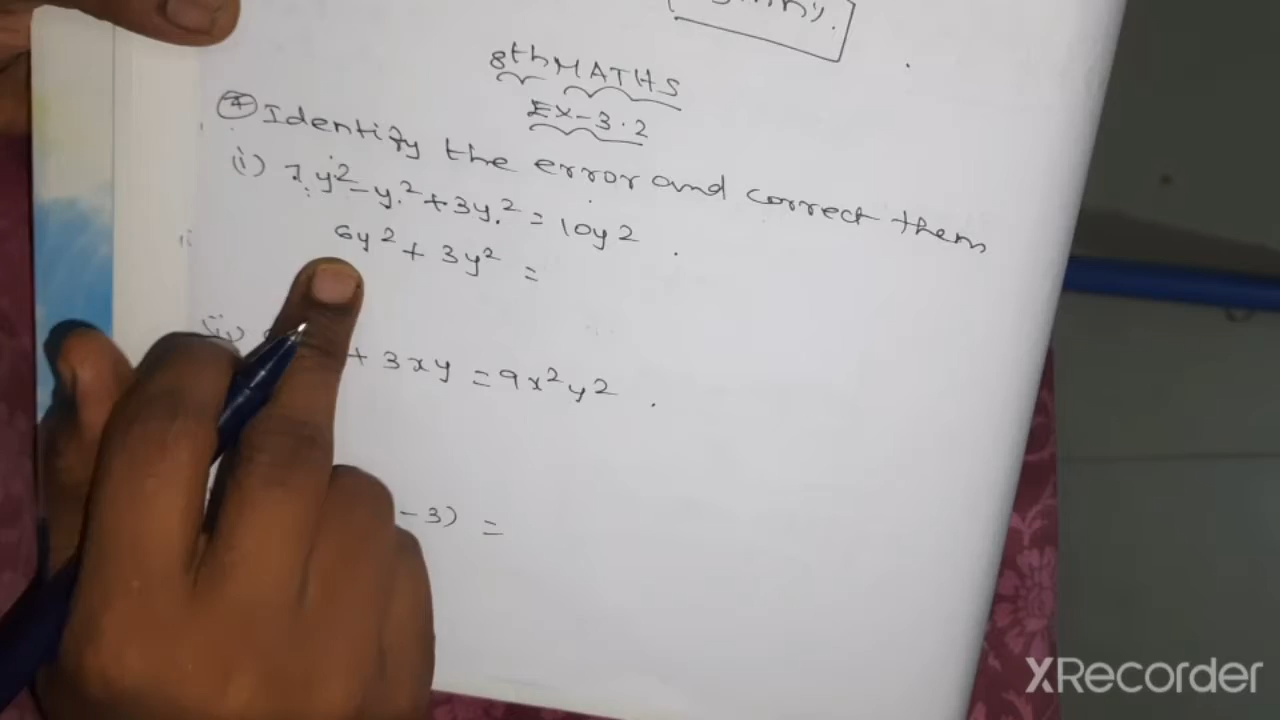 8th MATHS
EX-3.2
④ Identify the error and correct them
(i) 7y² - y² + 3y² = 10y²
6y² + 3y² =
(ii) + 3xy = 9x²y²
- 3) =
XRecorder